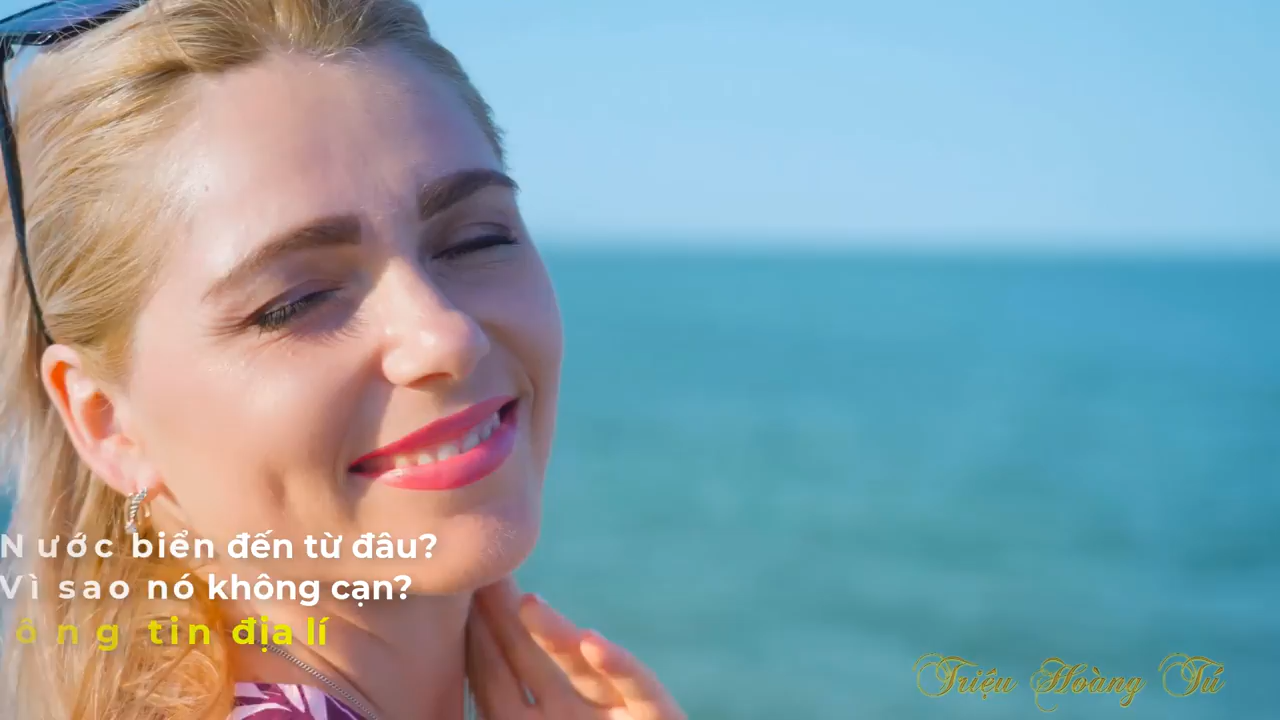 Nước biển đến từ đâu?
Vì sao nó không cạn?
ông tin địa lí
Triệu Hoàng Tú